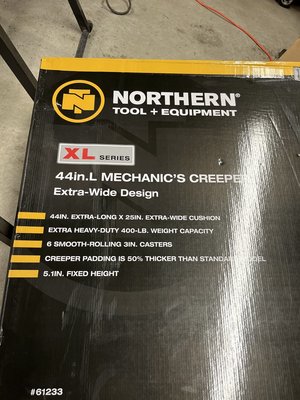 NORTHERN®
TOOL + EQUIPMENT
XL SERIES
44in.L MECHANIC'S CREEPER
Extra-Wide Design
44IN. EXTRA-LONG X 25IN. EXTRA-WIDE CUSHION
EXTRA HEAVY-DUTY 400-LB. WEIGHT CAPACITY
6 SMOOTH-ROLLING 3IN. CASTERS
CREEPER PADDING IS 50% THICKER THAN STANDARD MODEL
5.1IN. FIXED HEIGHT
#61233